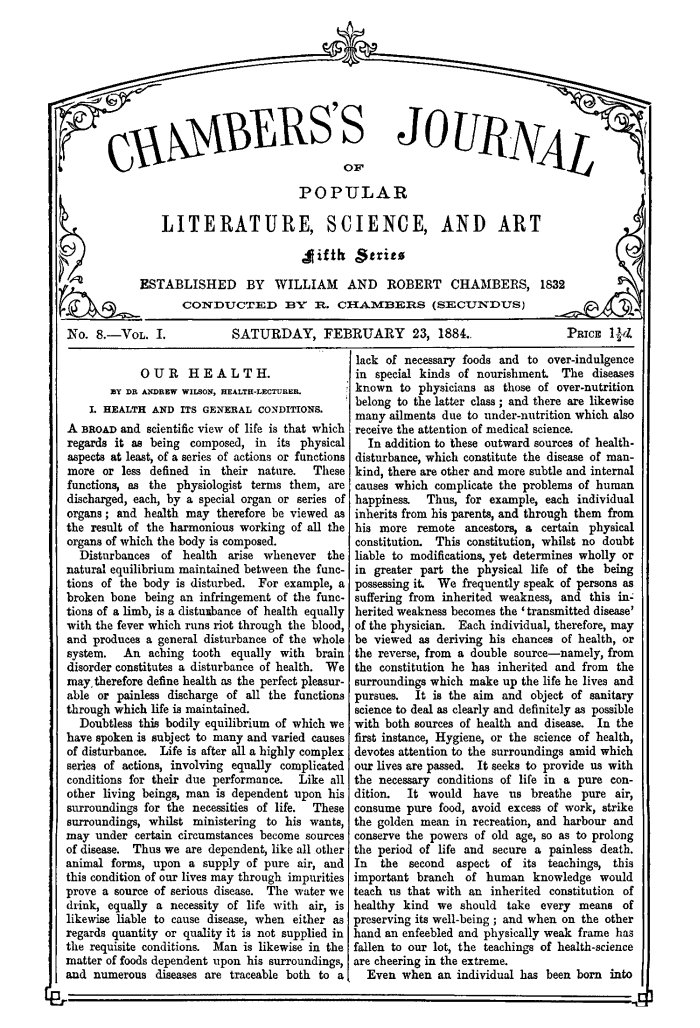 CHAMBERS'S JOURNAL
OF
POPULAR
LITERATURE, SCIENCE, AND ART
Fifth Series
ESTABLISHED BY WILLIAM AND ROBERT CHAMBERS, 1832
CONDUCTED BY R. CHAMBERS (SECUNDUS)
No. 8.—VOL. I. SATURDAY, FEBRUARY 23, 1884. PRICE 1½d.
OUR HEALTH.
BY DR ANDREW WILSON, HEALTH-LECTURER.
I. HEALTH AND ITS GENERAL CONDITIONS.
A BROAD and scientific view of life is that which
regards it as being composed, in its physical
aspects at least, of a series of actions or functions
more or less defined in their nature. These
functions, as the physiologist terms them, are
discharged, each, by a special organ or series of
organs; and health may therefore be viewed as
the result of the harmonious working of all the
organs of which the body is composed.
Disturbances of health arise whenever the
natural equilibrium maintained between the func-
tions of the body is disturbed. For example, a
broken bone being an infringement of the func-
tions of a limb, is a disturbance of health equally
with the fever which runs riot through the blood,
and produces a general disturbance of the whole
system. An aching tooth equally with brain
disorder constitutes a disturbance of health. We
may therefore define health as the perfect pleasur-
able or painless discharge of all the functions
through which life is maintained.
Doubtless this bodily equilibrium of which we
have spoken is subject to many and varied causes
of disturbance. Life is after all a highly complex
series of actions, involving equally complicated
conditions for their due performance. Like all
other living beings, man is dependent upon his
surroundings for the necessities of life. These
surroundings, whilst ministering to his wants,
may under certain circumstances become sources
of disease. Thus we are dependent, like all other
animal forms, upon a supply of pure air, and
this condition of our lives may through impurities
prove a source of serious disease. The water we
drink, equally a necessity of life with air, is
likewise liable to cause disease, when either as
regards quantity or quality it is not supplied in
the requisite conditions. Man is likewise in the
matter of foods dependent upon his surroundings,
and numerous diseases are traceable both to a
lack of necessary foods and to over-indulgence
in special kinds of nourishment. The diseases
known to physicians as those of over-nutrition
belong to the latter class; and there are likewise
many ailments due to under-nutrition which also
receive the attention of medical science.
In addition to these outward sources of health-
disturbance, which constitute the disease of man-
kind, there are other and more subtle and internal
causes which complicate the problems of human
happiness. Thus, for example, each individual
inherits from his parents, and through them from
his more remote ancestors, a certain physical
constitution. This constitution, whilst no doubt
liable to modifications, yet determines wholly or
in greater part the physical life of the being
possessing it. We frequently speak of persons as
suffering from inherited weakness, and this in-
herited weakness becomes the 'transmitted disease'
of the physician. Each individual, therefore, may
be viewed as deriving his chances of health, or
the reverse, from a double source—namely, from
the constitution he has inherited and from the
surroundings which make up the life he lives and
pursues. It is the aim and object of sanitary
science to deal as clearly and definitely as possible
with both sources of health and disease. In the
first instance, Hygiene, or the science of health,
devotes attention to the surroundings amid which
our lives are passed. It seeks to provide us with
the necessary conditions of life in a pure con-
dition. It would have us breathe pure air,
consume pure food, avoid excess of work, strike
the golden mean in recreation, and harbour and
conserve the powers of old age, so as to prolong
the period of life and secure a painless death.
In the second aspect of its teachings, this
important branch of human knowledge would
teach us that with an inherited constitution of
healthy kind we should take every means of
preserving its well-being; and when on the other
hand an enfeebled and physically weak frame has
fallen to our lot, the teachings of health-science
are cheering in the extreme.
Even when an individual has been born into